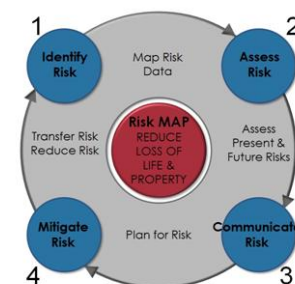 1
Identify
Risk
Map Risk
Data
2
Assess
Risk
Transfer Risk
Reduce Risk
Risk MAP
REDUCE
LOSS OF
LIFE &
PROPERTY
Assess
Present &
Future Risks
Mitigate
Risk
4
Plan for Risk
Communicate
Risk
3